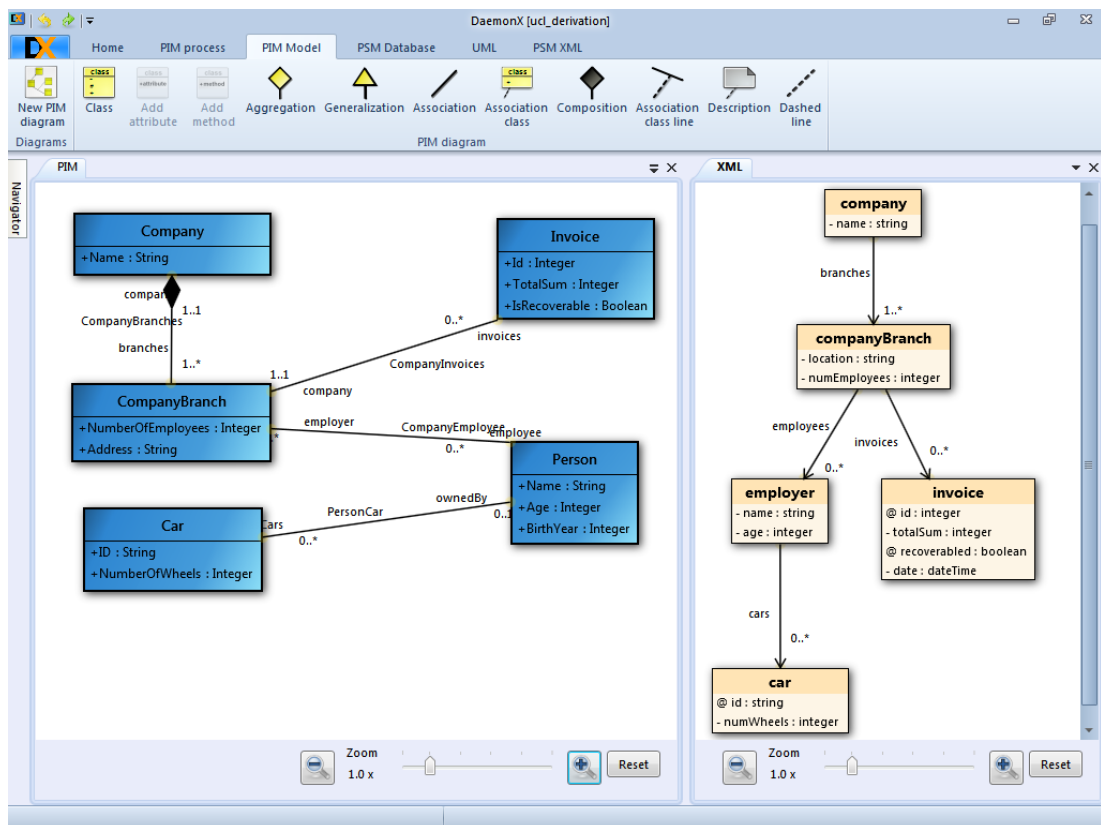 DaemonX [ucl_derivation]
DX Home PIM process PIM Model PSM Database UML PSM XML
New PIM diagram
Class
Add attribute
Add method
Aggregation
Generalization
Association
Association class
Composition
Association class line
Description
Dashed line
Diagrams
PIM diagram
Navigator
PIM
Company
+Name : String
company
1..1
CompanyBranches
branches
1..*
Invoice
+Id : Integer
+TotalSum : Integer
+IsRecoverable : Boolean
0..*
invoices
CompanyInvoices
1..1
company
CompanyBranch
+NumberOfEmployees : Integer
+Address : String
employer
CompanyEmployee
employee
0..*
Person
+Name : String
+Age : Integer
+BirthYear : Integer
ownedBy
0..1
PersonCar
Cars
0..*
Car
+ID : String
+NumberOfWheels : Integer
Zoom
1.0 x
Reset
XML
company
- name : string
branches
1..*
companyBranch
- location : string
- numEmployees : integer
employees
0..*
invoices
0..*
employer
- name : string
- age : integer
invoice
@ id : integer
- totalSum : integer
@ recoverabled : boolean
- date : dateTime
cars
0..*
car
@ id : string
- numWheels : integer
Zoom
1.0 x
Reset